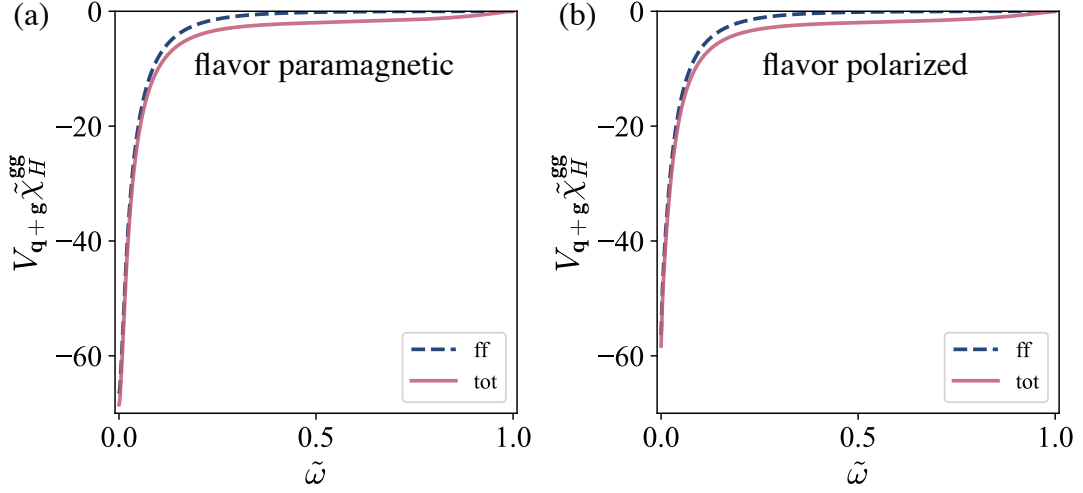 (a)
flavor paramagnetic
V_{q+g} χ̃_H^{gg}
0
−20
−40
−60
0.0
0.5
1.0
ω̃
ff
tot
(b)
flavor polarized
V_{q+g} χ̃_H^{gg}
0
−20
−40
−60
0.0
0.5
1.0
ω̃
ff
tot